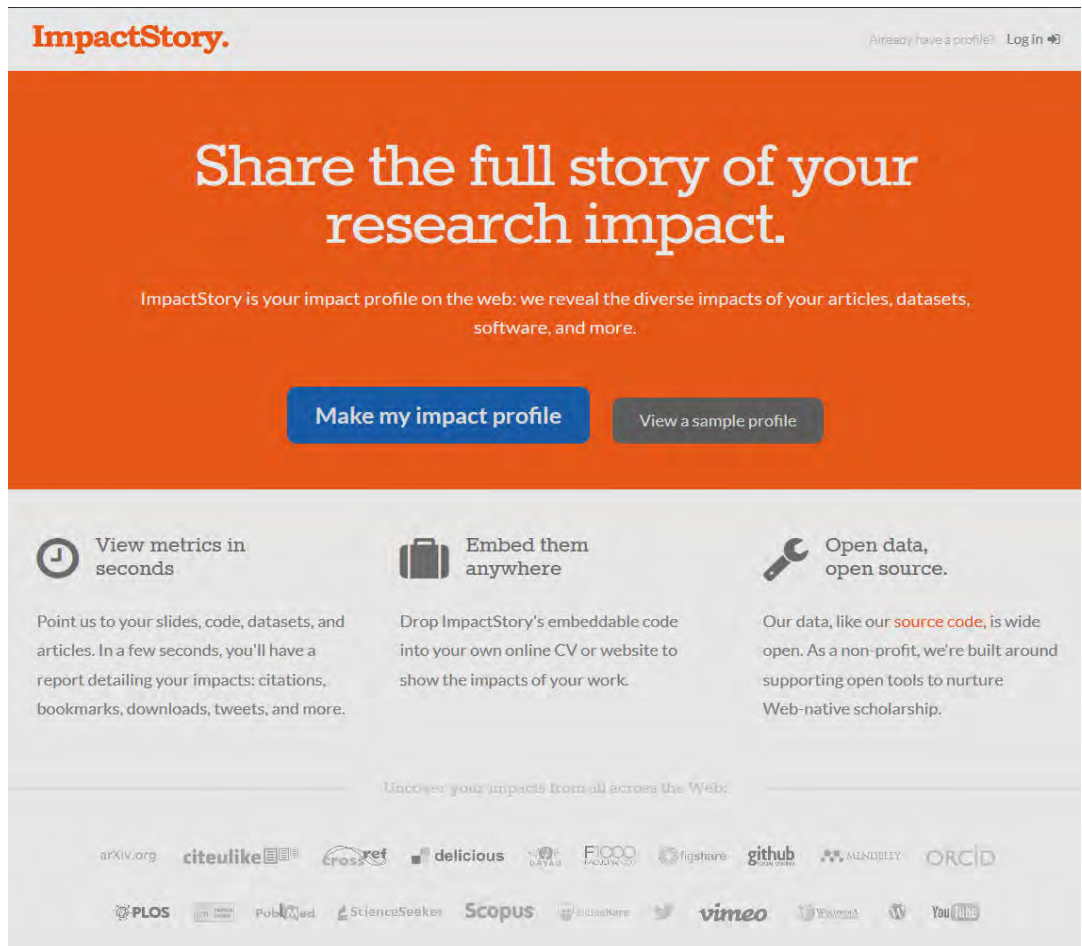 ImpactStory.
Already have a profile? Log in
Share the full story of your
research impact.
ImpactStory is your impact profile on the web: we reveal the diverse impacts of your articles, datasets,
software, and more.
Make my impact profile
View a sample profile
View metrics in
seconds
Point us to your slides, code, datasets, and
articles. In a few seconds, you'll have a
report detailing your impacts: citations,
bookmarks, downloads, tweets, and more.
Embed them
anywhere
Drop ImpactStory's embeddable code
into your own online CV or website to
show the impacts of your work.
Open data,
open source.
Our data, like our source code, is wide
open. As a non-profit, we're built around
supporting open tools to nurture
Web-native scholarship.
Uncover your impacts from all across the Web:
arXiv.org citeulike crossref delicious DRYAD F1000 figshare github MENDELEY ORCID
PLOS PubMed ScienceSeeker Scopus slideshare vimeo Wikipedia YouTube